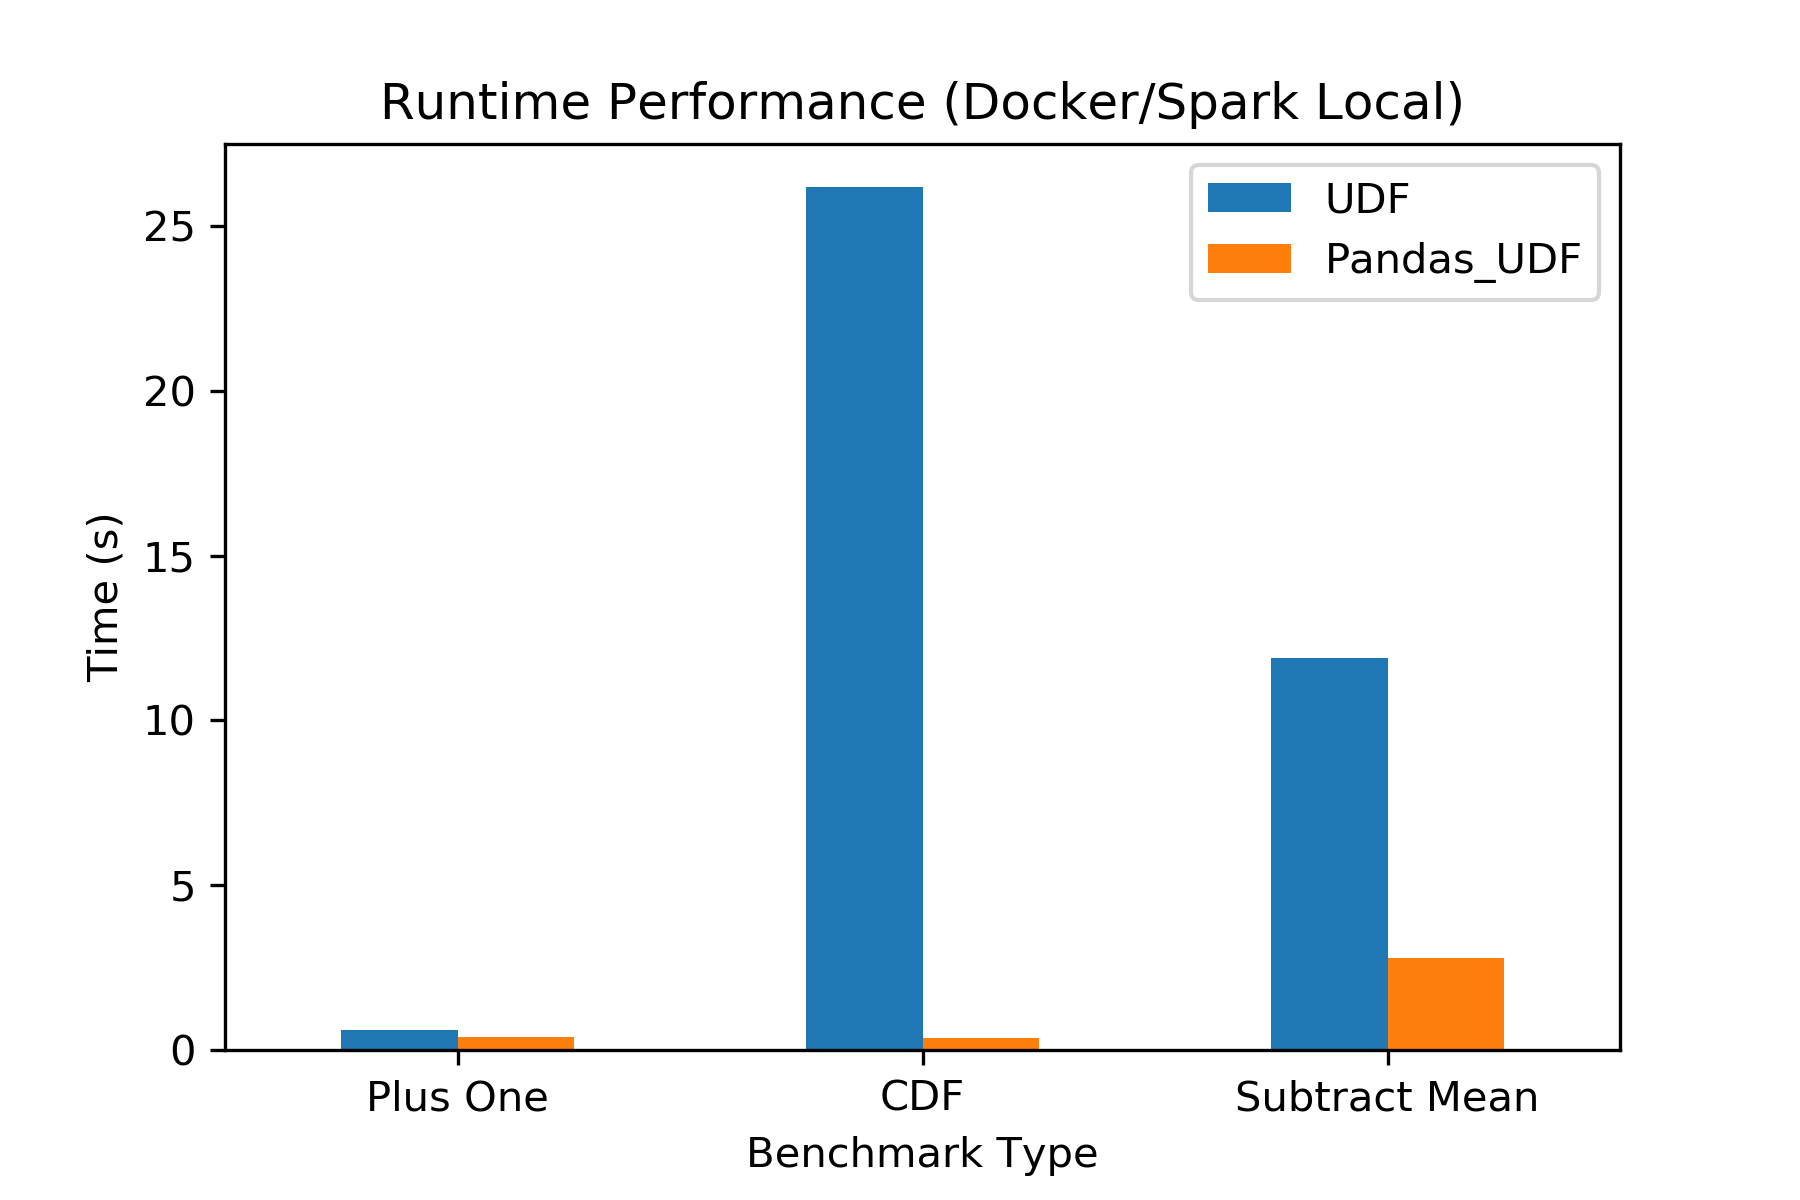 Runtime Performance (Docker/Spark Local)
UDF
Pandas_UDF
25
20
15
10
5
0
Time (s)
Plus One
CDF
Subtract Mean
Benchmark Type